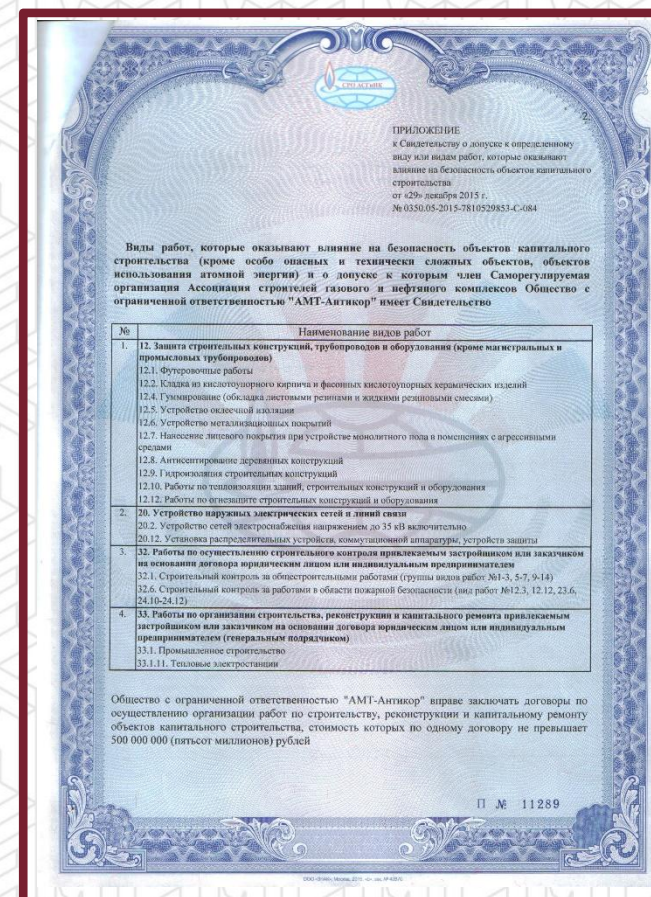 СРО АСГиНК
2
ПРИЛОЖЕНИЕ
к Свидетельству о допуске к определенному
виду или видам работ, которые оказывают
влияние на безопасность объектов капитального
строительства
от «29» декабря 2015 г.
№ 0350.05-2015-7810529853-С-084
Виды работ, которые оказывают влияние на безопасность объектов капитального
строительства (кроме особо опасных и технически сложных объектов, объектов
использования атомной энергии) и о допуске к которым член Саморегулируемая
организация Ассоциация строителей газового и нефтяного комплексов Общество с
ограниченной ответственностью "АМТ-Антикор" имеет Свидетельство
№ Наименование видов работ
1. 12. Защита строительных конструкций, трубопроводов и оборудования (кроме магистральных и
промысловых трубопроводов)
12.1. Футеровочные работы
12.2. Кладка из кислотоупорного кирпича и фасонных кислотоупорных керамических изделий
12.4. Гуммирование (обкладка листовыми резинами и жидкими резиновыми смесями)
12.5. Устройство оклеечной изоляции
12.6. Устройство металлизационных покрытий
12.7. Нанесение лицевого покрытия при устройстве монолитного пола в помещениях с агрессивными
средами
12.8. Антисептирование деревянных конструкций
12.9. Гидроизоляция строительных конструкций
12.10. Работы по теплоизоляции зданий, строительных конструкций и оборудования
12.12. Работы по огнезащите строительных конструкций и оборудования
2. 20. Устройство наружных электрических сетей и линий связи
20.2. Устройство сетей электроснабжения напряжением до 35 кВ включительно
20.12. Установка распределительных устройств, коммутационной аппаратуры, устройств защиты
3. 32. Работы по осуществлению строительного контроля привлекаемым застройщиком или заказчиком
на основании договора юридическим лицом или индивидуальным предпринимателем
32.1. Строительный контроль за общестроительными работами (группы видов работ №1-3, 5-7, 9-14)
32.6. Строительный контроль за работами в области пожарной безопасности (вид работ №12.3, 12.12, 23.6,
24.10-24.12)
4. 33. Работы по организации строительства, реконструкции и капитального ремонта привлекаемым
застройщиком или заказчиком на основании договора юридическим лицом или индивидуальным
предпринимателем (генеральным подрядчиком)
33.1. Промышленное строительство
33.1.11. Тепловые электростанции
Общество с ограниченной ответственностью "АМТ-Антикор" вправе заключать договоры по
осуществлению организации работ по строительству, реконструкции и капитальному ремонту
объектов капитального строительства, стоимость которых по одному договору не превышает
500 000 000 (пятьсот миллионов) рублей
П № 11289